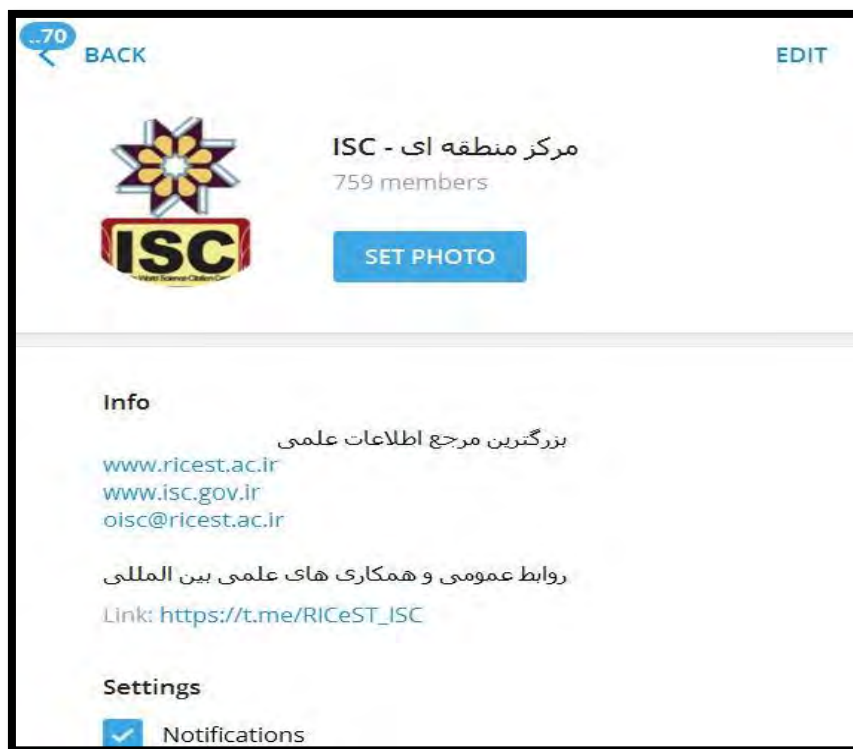 ..70
BACK
EDIT
مرکز منطقه ای - ISC
759 members
ISC
SET PHOTO
Info
بزرگترین مرجع اطلاعات علمی
www.ricest.ac.ir
www.isc.gov.ir
oisc@ricest.ac.ir
روابط عمومی و همکاری های علمی بین المللی
Link: https://t.me/RICeST_ISC
Settings
Notifications